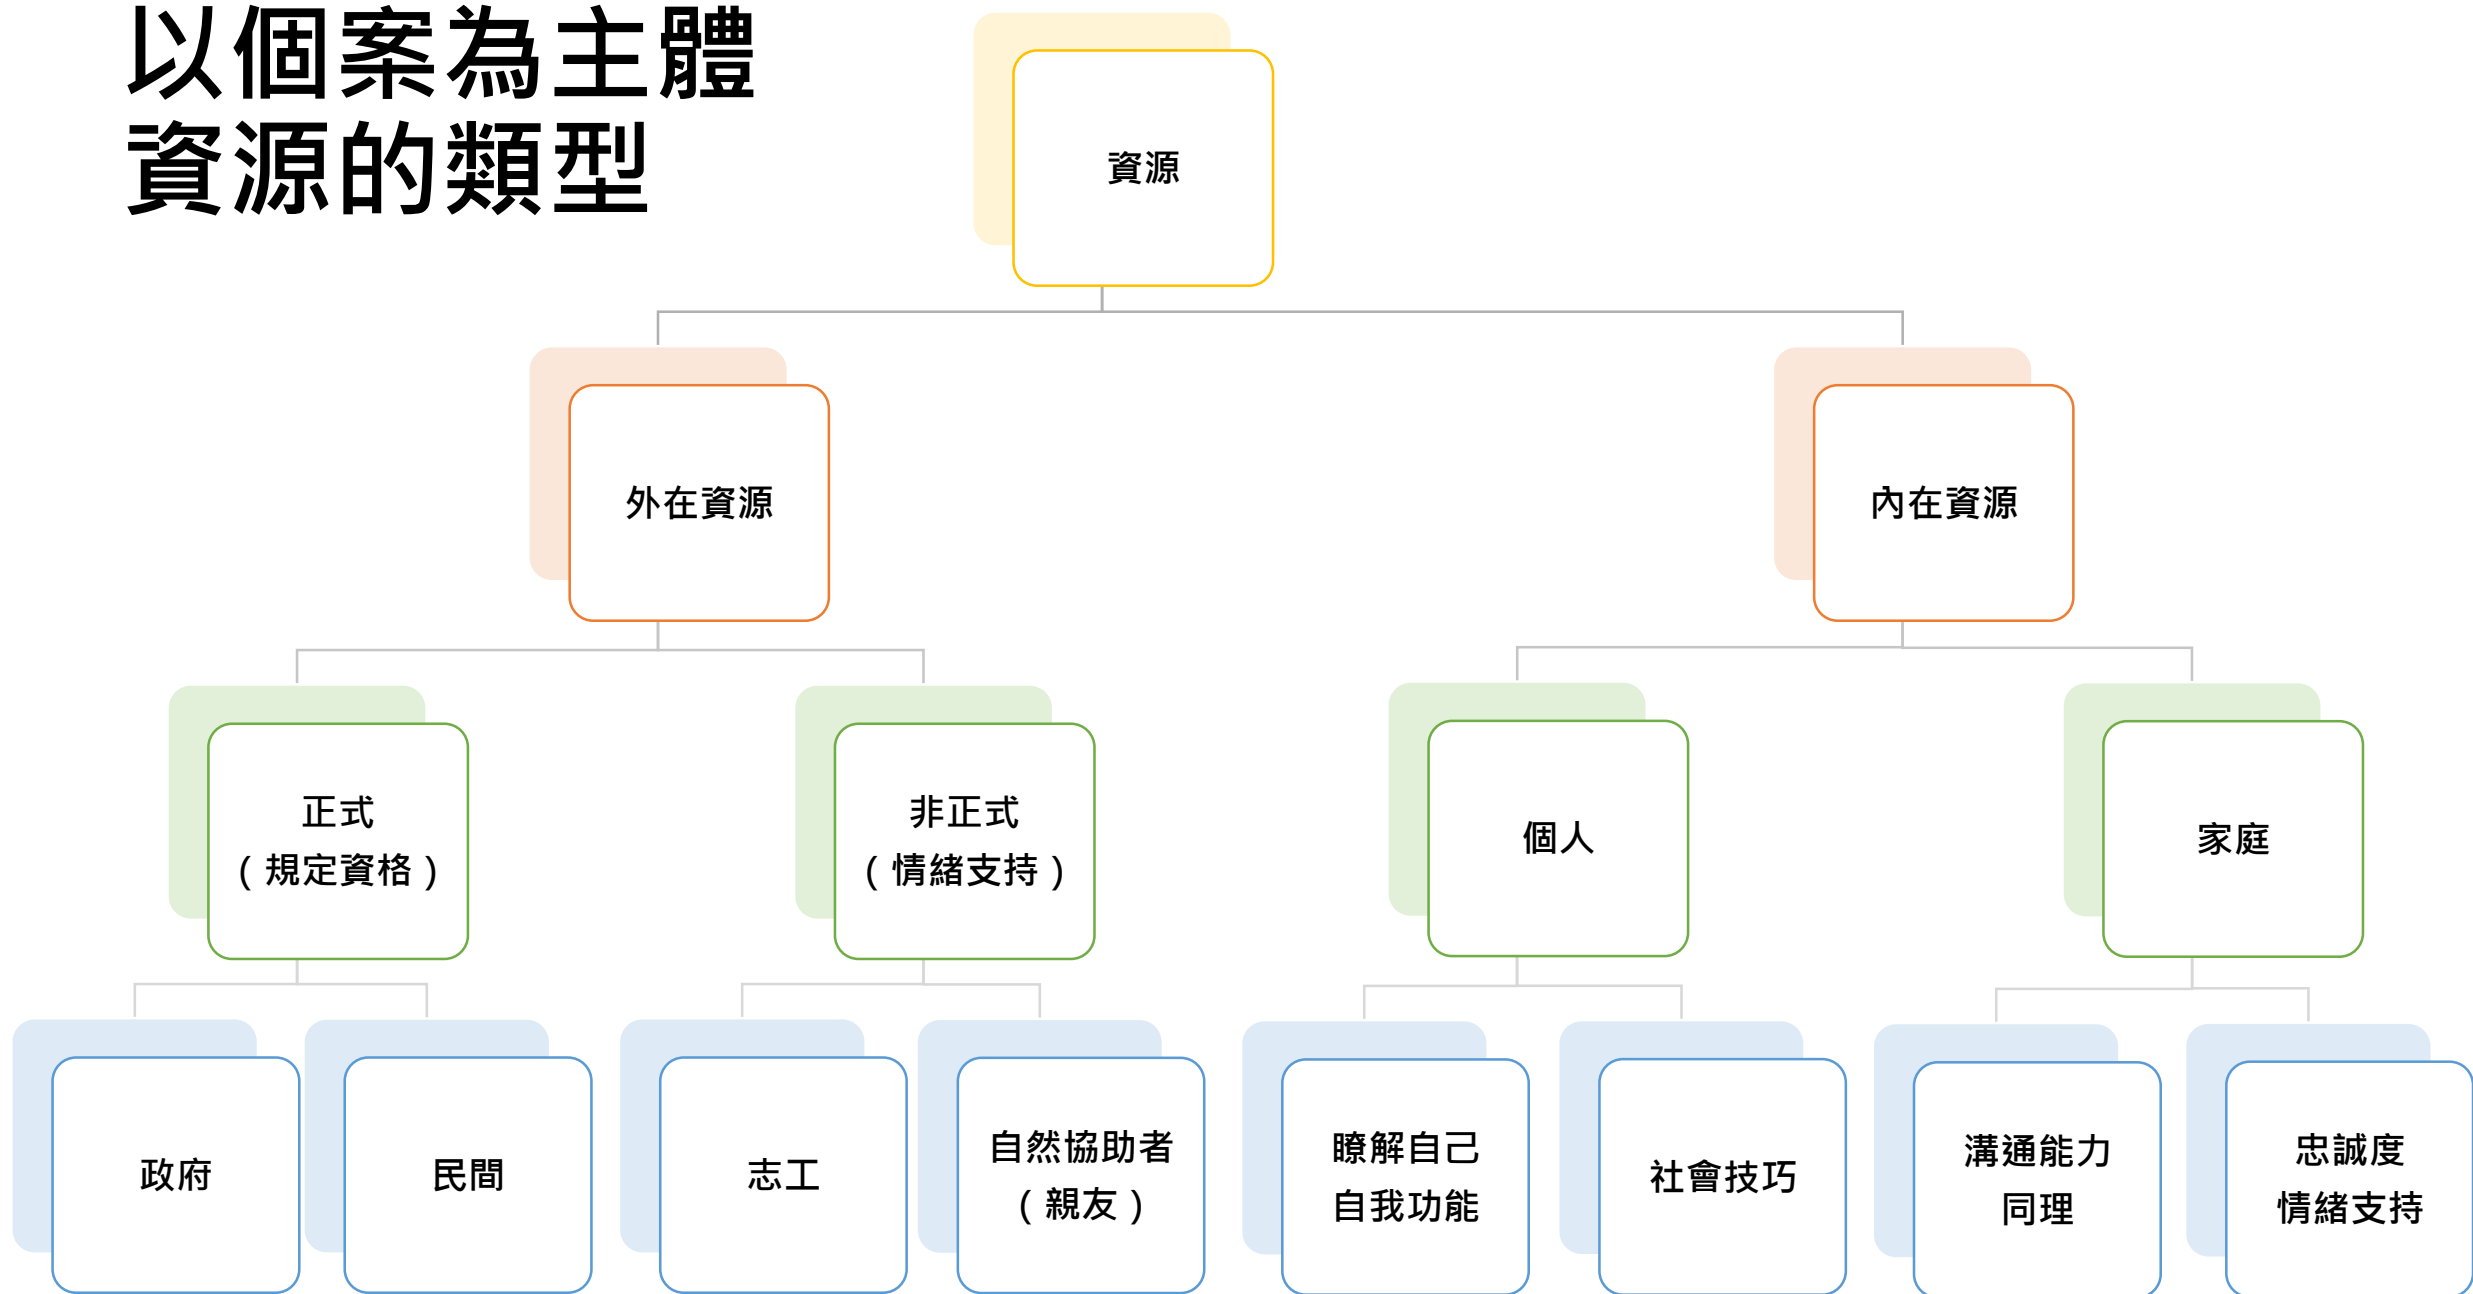 以個案為主體
資源的類型
資源
外在資源
內在資源
正式
（規定資格）
非正式
（情緒支持）
個人
家庭
政府
民間
志工
自然協助者
（親友）
瞭解自己
自我功能
社會技巧
溝通能力
同理
忠誠度
情緒支持